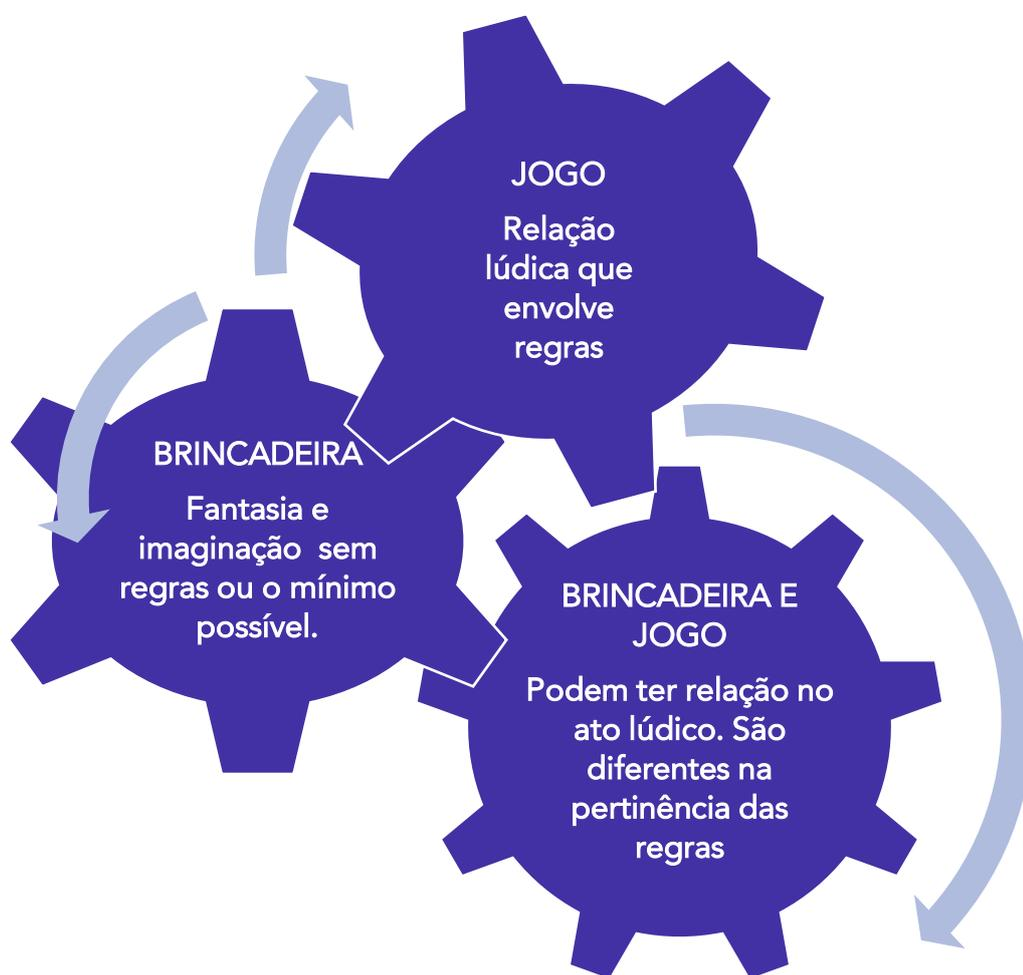 JOGO
Relação
lúdica que
envolve
regras
BRINCADEIRA
Fantasia e
imaginação  sem
regras ou o mínimo
possível.
BRINCADEIRA E
JOGO
Podem ter relação no
ato lúdico. São
diferentes na
pertinência das
regras